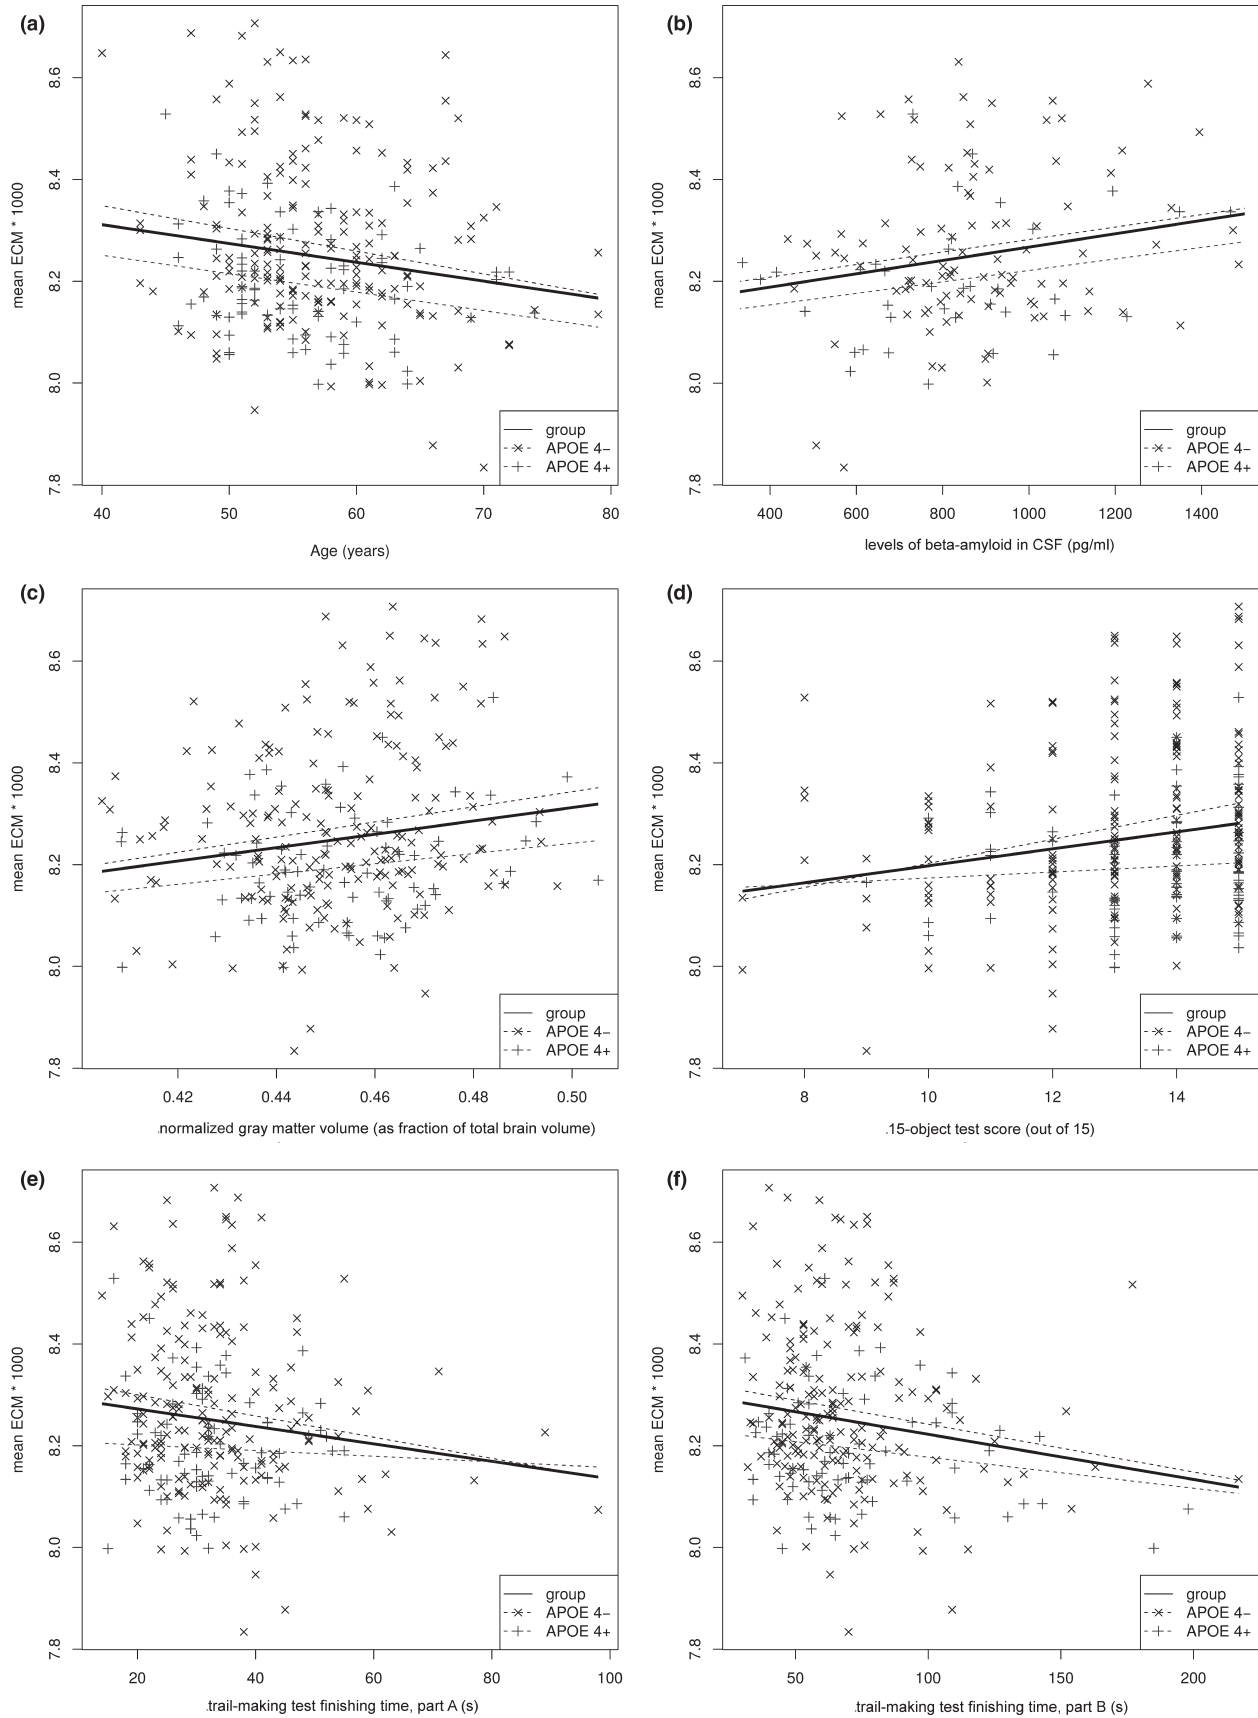 (a)
mean ECM * 1000
7.8 8.0 8.2 8.4 8.6
40 50 60 70 80
Age (years)
group
APOE 4–
APOE 4+
(b)
mean ECM * 1000
7.8 8.0 8.2 8.4 8.6
400 600 800 1000 1200 1400
levels of beta-amyloid in CSF (pg/ml)
group
APOE 4–
APOE 4+
(c)
mean ECM * 1000
7.8 8.0 8.2 8.4 8.6
0.42 0.44 0.46 0.48 0.50
normalized gray matter volume (as fraction of total brain volume)
group
APOE 4–
APOE 4+
(d)
mean ECM * 1000
7.8 8.0 8.2 8.4 8.6
8 10 12 14
15-object test score (out of 15)
group
APOE 4–
APOE 4+
(e)
mean ECM * 1000
7.8 8.0 8.2 8.4 8.6
20 40 60 80 100
trail-making test finishing time, part A (s)
group
APOE 4–
APOE 4+
(f)
mean ECM * 1000
7.8 8.0 8.2 8.4 8.6
50 100 150 200
trail-making test finishing time, part B (s)
group
APOE 4–
APOE 4+